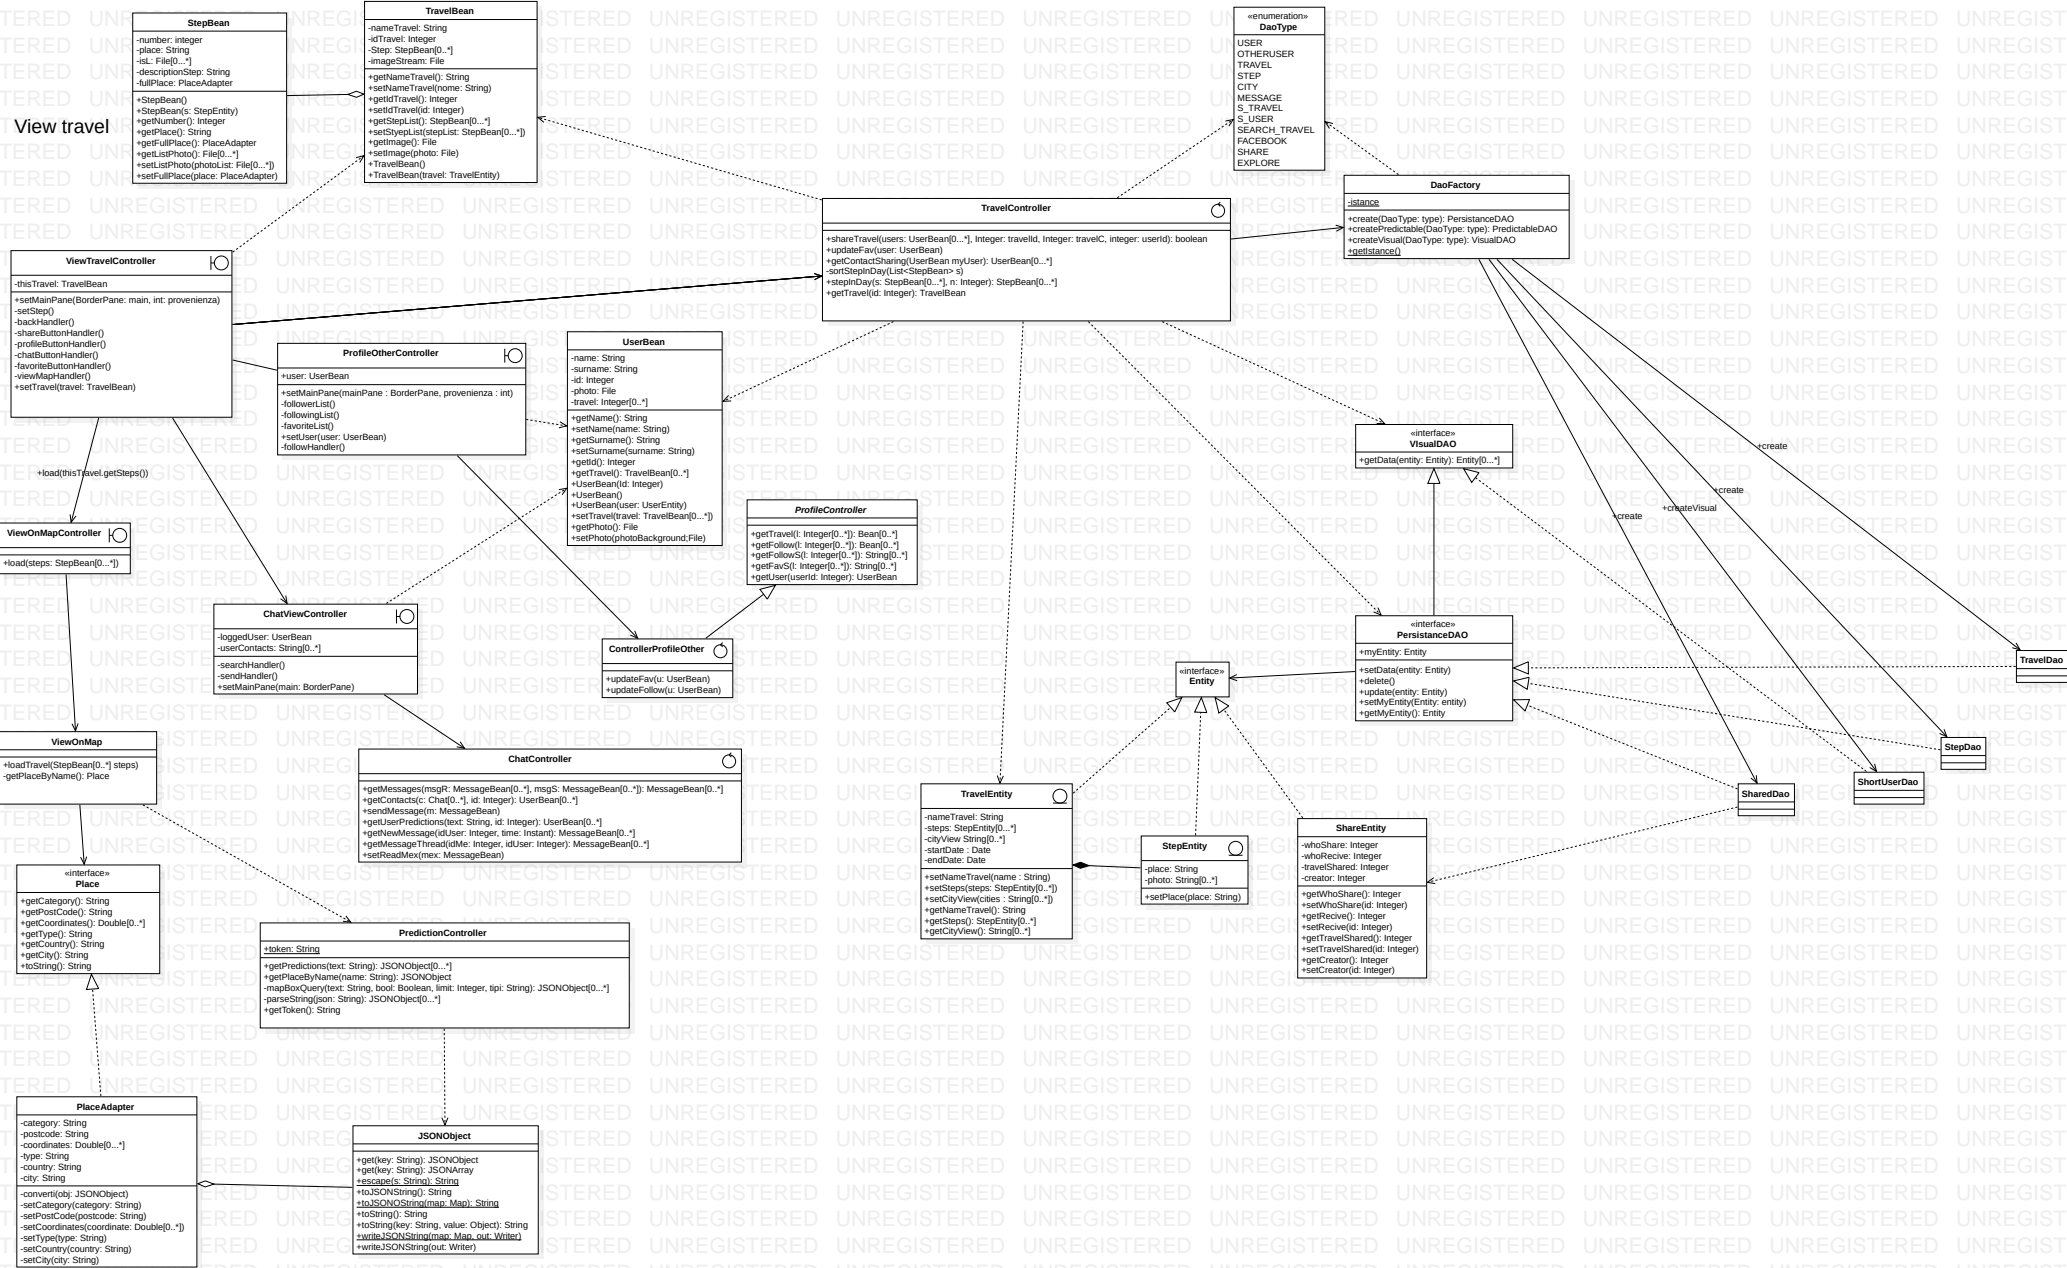 View travel
StepBean
-number: integer
-place: String
-isL: File[0...*]
-descriptionStep: String
-fullPlace: PlaceAdapter
+StepBean()
+StepBean(s: StepEntity)
+getNumber(): Integer
+getPlace(): String
+getFullPlace(): PlaceAdapter
+getListPhoto(): File[0...*]
+setListPhoto(photoList: File[0...*])
+setFullPlace(place: PlaceAdapter)
TravelBean
-nameTravel: String
-idTravel: Integer
-Step: StepBean[0..*]
-imageStream: File
+getNameTravel(): String
+setNameTravel(nome: String)
+getIdTravel(): Integer
+setIdTravel(id: Integer)
+getStepList(): StepBean[0...*]
+setStyepList(stepList: StepBean[0...*])
+getImage(): File
+setImage(photo: File)
+TravelBean()
+TravelBean(travel: TravelEntity)
«enumeration»
DaoType
USER
OTHERUSER
TRAVEL
STEP
CITY
MESSAGE
S_TRAVEL
S_USER
SEARCH_TRAVEL
FACEBOOK
SHARE
EXPLORE
DaoFactory
-istance
+create(DaoType: type): PersistanceDAO
+createPredictable(DaoType: type): PredictableDAO
+createVisual(DaoType: type): VisualDAO
+getIstance()
TravelController
+shareTravel(users: UserBean[0...*], Integer: travelId, Integer: travelC, integer: userId): boolean
+updateFav(user: UserBean)
+getContactSharing(UserBean myUser): UserBean[0...*]
-sortStepInDay(List<StepBean> s)
+stepInDay(s: StepBean[0...*], n: Integer): StepBean[0...*]
+getTravel(id: Integer): TravelBean
ViewTravelController
-thisTravel: TravelBean
+setMainPane(BorderPane: main, int: provenienza)
-setStep()
-backHandler()
-shareButtonHandler()
-profileButtonHandler()
-chatButtonHandler()
-favoriteButtonHandler()
-viewMapHandler()
+setTravel(travel: TravelBean)
ProfileOtherController
+user: UserBean
+setMainPane(mainPane : BorderPane, provenienza : int)
-followerList()
-followingList()
-favoriteList()
+setUser(user: UserBean)
-followHandler()
UserBean
-name: String
-surname: String
-id: Integer
-photo: File
-travel: Integer[0..*]
+getName(): String
+setName(name: String)
+getSurname(): String
+setSurname(surname: String)
+getId(): Integer
+getTravel(): TravelBean[0..*]
+UserBean(Id: Integer)
+UserBean()
+UserBean(user: UserEntity)
+setTravel(travel: TravelBean[0...*])
+getPhoto(): File
+setPhoto(photoBackground;File)
«interface»
VIsualDAO
+getData(entity: Entity): Entity[0...*]
+create
+create
+createVisual
+create
+load(thisTravel.getSteps())
ViewOnMapController
+load(steps: StepBean[0...*])
ProfileController
+getTravel(l: Integer[0..*]): Bean[0..*]
+getFollow(l: Integer[0..*]): Bean[0..*]
+getFollowS(l: Integer[0..*]): String[0..*]
+getFavS(l: Integer[0..*]): String[0..*]
+getUser(userId: Integer): UserBean
ChatViewController
-loggedUser: UserBean
-userContacts: String[0..*]
-searchHandler()
-sendHandler()
+setMainPane(main: BorderPane)
ControllerProfileOther
+updateFav(u: UserBean)
+updateFollow(u: UserBean)
«interface»
PersistanceDAO
+myEntity: Entity
+setData(entity: Entity)
+delete()
+update(entity: Entity)
+setMyEntity(Entity: entity)
+getMyEntity(): Entity
«interface»
Entity
TravelDao
StepDao
ShortUserDao
SharedDao
ViewOnMap
+loadTravel(StepBean[0..*] steps)
-getPlaceByName(): Place
ChatController
+getMessages(msgR: MessageBean[0..*], msgS: MessageBean[0..*]): MessageBean[0..*]
+getContacts(c: Chat[0..*], id: Integer): UserBean[0..*]
+sendMessage(m: MessageBean)
+getUserPredictions(text: String, id: Integer): UserBean[0..*]
+getNewMessage(idUser: Integer, time: Instant): MessageBean[0..*]
+getMessageThread(idMe: Integer, idUser: Integer): MessageBean[0..*]
+setReadMex(mex: MessageBean)
TravelEntity
-nameTravel: String
-steps: StepEntity[0...*]
-cityView String[0..*]
-startDate : Date
-endDate: Date
+setNameTravel(name : String)
+setSteps(steps: StepEntity[0..*])
+setCityView(cities : String[0..*])
+getNameTravel(): String
+getSteps(): StepEntity[0..*]
+getCityView(): String[0..*]
StepEntity
-place: String
-photo: String[0..*]
+setPlace(place: String)
ShareEntity
-whoShare: Integer
-whoRecive: Integer
-travelShared: Integer
-creator: Integer
+getWhoShare(): Integer
+setWhoShare(id: Integer)
+getRecive(): Integer
+setRecive(id: Integer)
+getTravelShared(): Integer
+setTravelShared(id: Integer)
+getCreator(): Integer
+setCreator(id: Integer)
«interface»
Place
+getCategory(): String
+getPostCode(): String
+getCoordinates(): Double[0..*]
+getType(): String
+getCountry(): String
+getCity(): String
+toString(): String
PredictionController
+token: String
+getPredictions(text: String): JSONObject[0...*]
+getPlaceByName(name: String): JSONObject
-mapBoxQuery(text: String, bool: Boolean, limit: Integer, tipi: String): JSONObject[0...*]
-parseString(json: String): JSONObject[0...*]
+getToken(): String
PlaceAdapter
-category: String
-postcode: String
-coordinates: Double[0...*]
-type: String
-country: String
-city: String
-converti(obj: JSONObject)
-setCategory(category: String)
-setPostCode(postcode: String)
-setCoordinates(coordinate: Double[0..*])
-setType(type: String)
-setCountry(country: String)
-setCity(city: String)
JSONObject
+get(key: String): JSONObject
+get(key: String): JSONArray
+escape(s: String): String
+toJSONString(): String
+toJSONOString(map: Map): String
+toString(): String
+toString(key: String, value: Object): String
+writeJSONString(map: Map, out: Writer)
+writeJSONString(out: Writer)